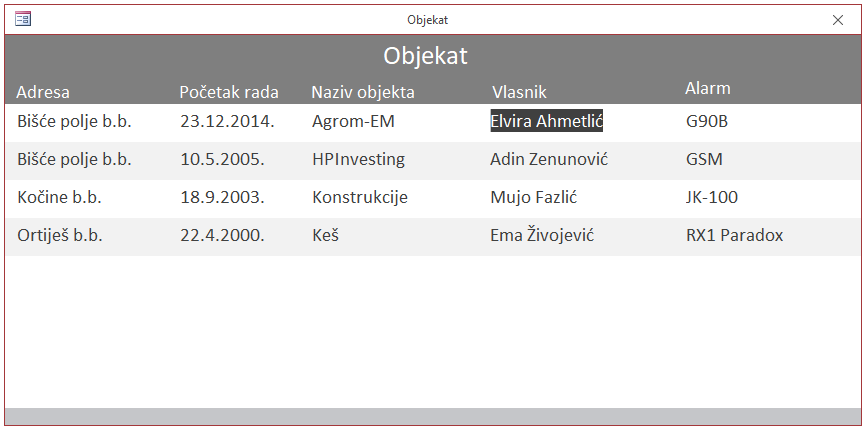 Objekat
Objekat
Adresa Početak rada Naziv objekta Vlasnik Alarm
Bišće polje b.b. 23.12.2014. Agrom-EM Elvira Ahmetlić G90B
Bišće polje b.b. 10.5.2005. HPInvesting Adin Zenunović GSM
Kočine b.b. 18.9.2003. Konstrukcije Mujo Fazlić JK-100
Ortiješ b.b. 22.4.2000. Keš Ema Živojević RX1 Paradox